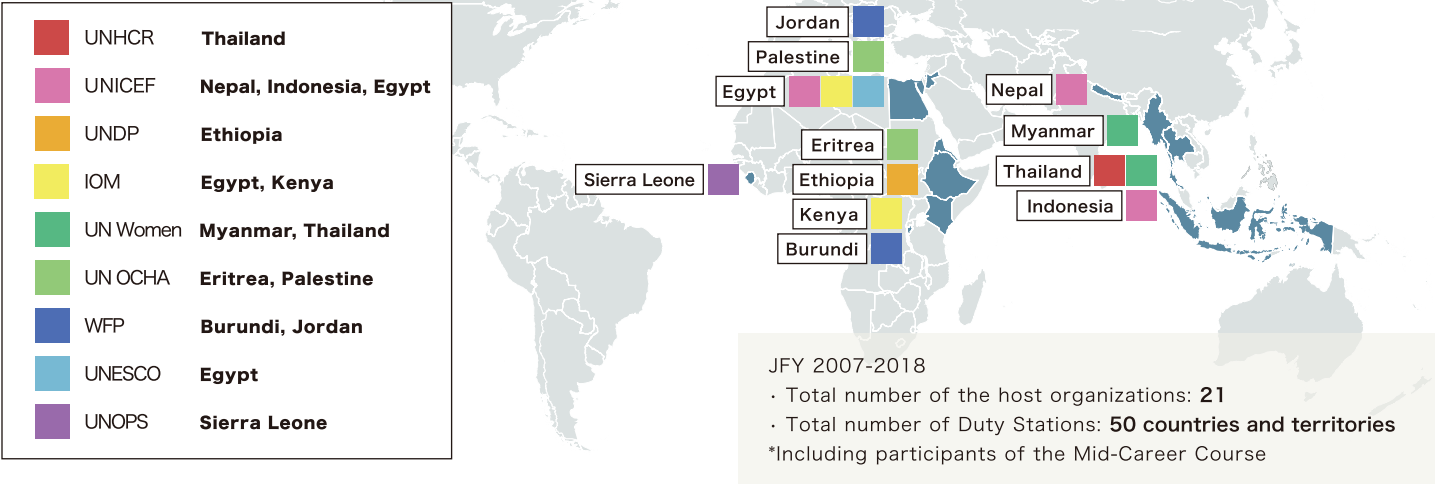 UNHCR Thailand
UNICEF Nepal, Indonesia, Egypt
UNDP Ethiopia
IOM Egypt, Kenya
UN Women Myanmar, Thailand
UN OCHA Eritrea, Palestine
WFP Burundi, Jordan
UNESCO Egypt
UNOPS Sierra Leone
Jordan
Palestine
Egypt
Eritrea
Sierra Leone
Ethiopia
Kenya
Burundi
Nepal
Myanmar
Thailand
Indonesia
JFY 2007-2018
・Total number of the host organizations: 21
・Total number of Duty Stations: 50 countries and territories
*Including participants of the Mid-Career Course